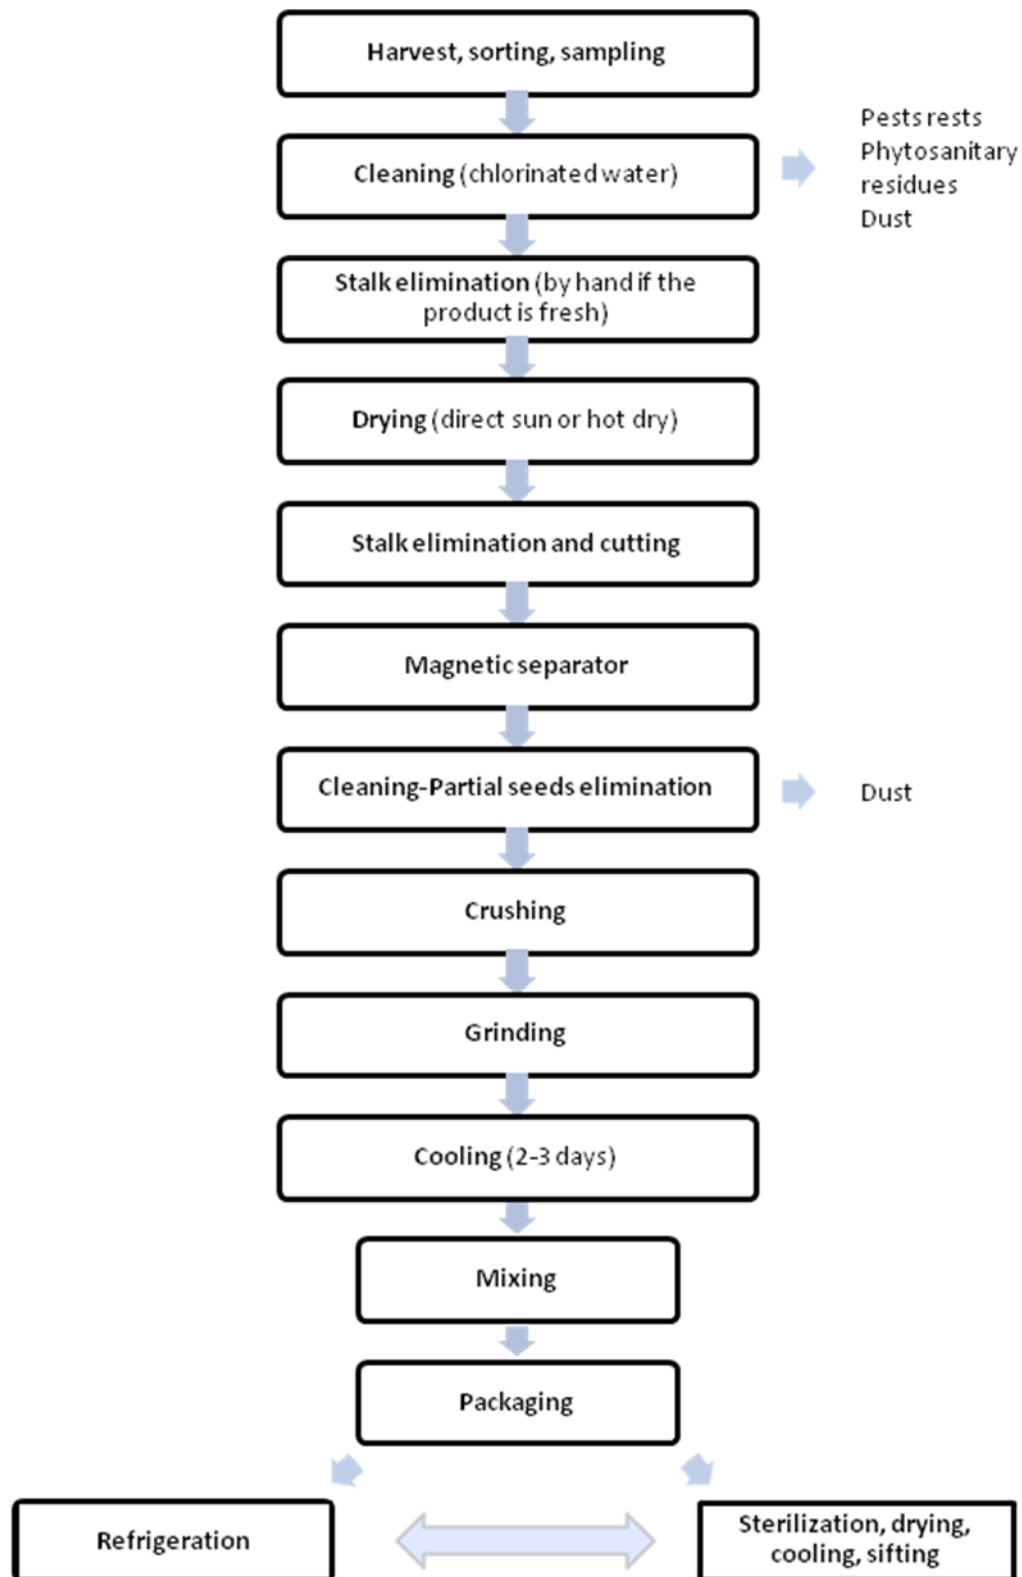 Harvest, sorting, sampling
Cleaning (chlorinated water)
Pests rests
Phytosanitary
residues
Dust
Stalk elimination (by hand if the
product is fresh)
Drying (direct sun or hot dry)
Stalk elimination and cutting
Magnetic separator
Cleaning-Partial seeds elimination
Dust
Crushing
Grinding
Cooling (2-3 days)
Mixing
Packaging
Refrigeration
Sterilization, drying,
cooling, sifting